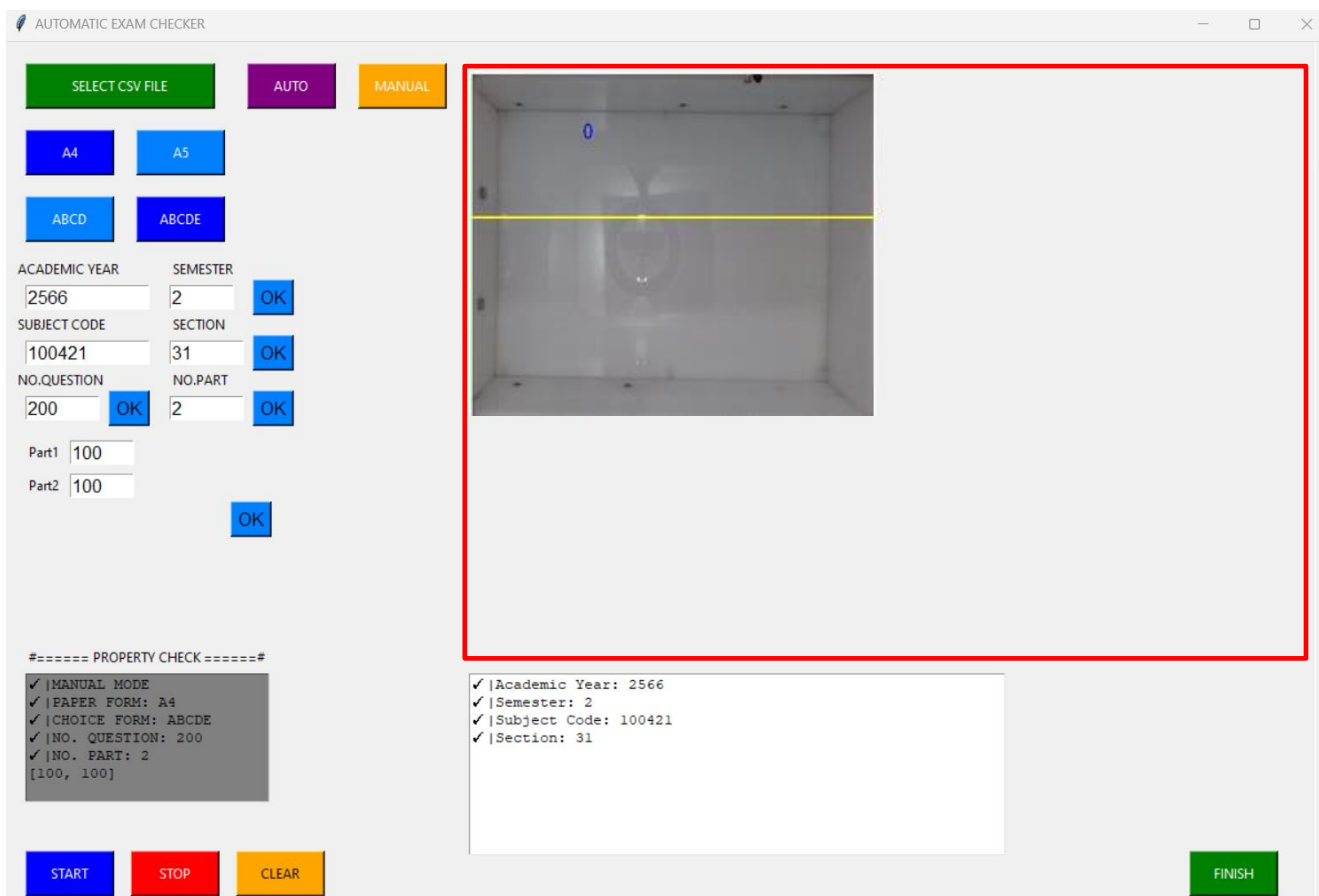 AUTOMATIC EXAM CHECKER
SELECT CSV FILE AUTO MANUAL
A4 A5
ABCD ABCDE
ACADEMIC YEAR SEMESTER
2566 2 OK
SUBJECT CODE SECTION
100421 31 OK
NO.QUESTION NO.PART
200 OK 2 OK
Part1 100
Part2 100
OK
0
#====== PROPERTY CHECK ======#
✓|MANUAL MODE
✓|PAPER FORM: A4
✓|CHOICE FORM: ABCDE
✓|NO. QUESTION: 200
✓|NO. PART: 2
[100, 100]
✓|Academic Year: 2566
✓|Semester: 2
✓|Subject Code: 100421
✓|Section: 31
START STOP CLEAR FINISH